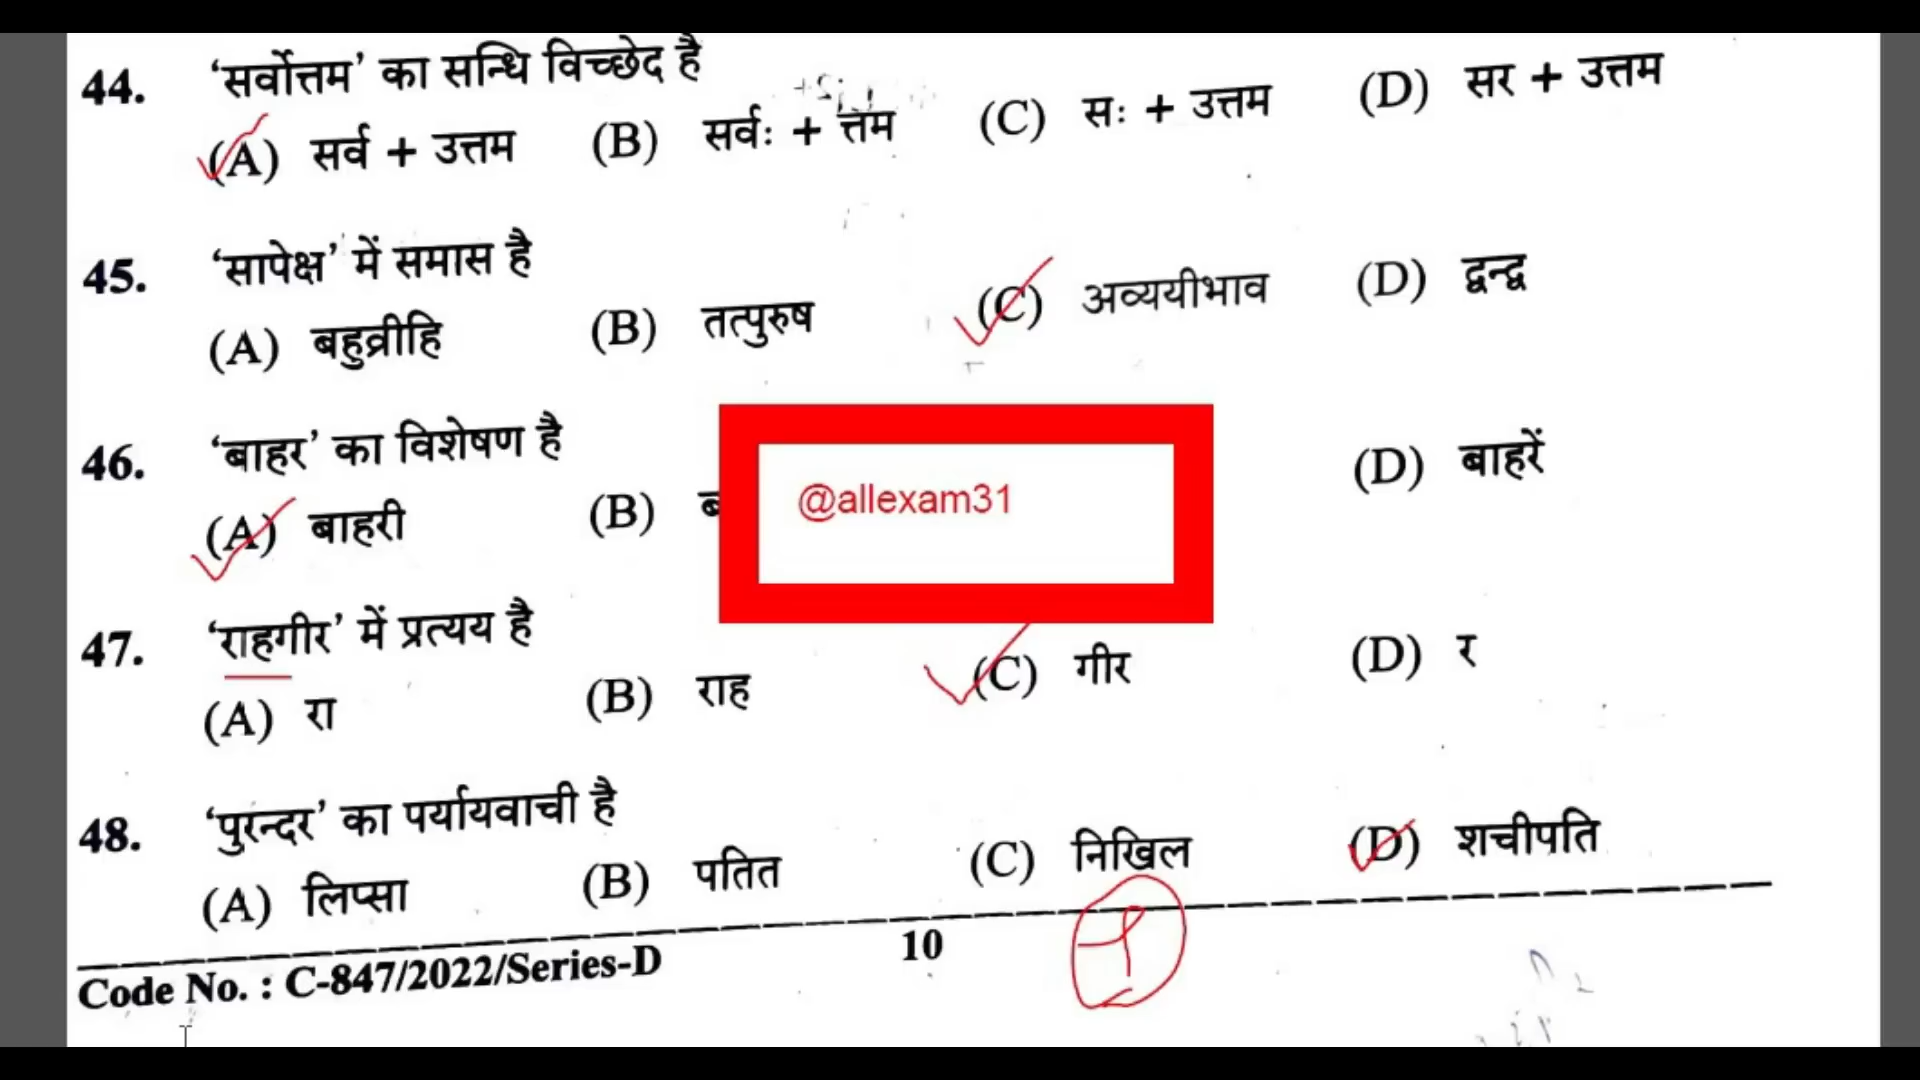 44. ‘सर्वोत्तम’ का सन्धि विच्छेद है
(A) सर्व + उत्तम (B) सर्वः + त्तम (C) सः + उत्तम (D) सर + उत्तम
45. ‘सापेक्ष’ में समास है
(A) बहुव्रीहि (B) तत्पुरुष (C) अव्ययीभाव (D) द्वन्द्व
46. ‘बाहर’ का विशेषण है
(A) बाहरी (B) (D) बाहरें
@allexam31
47. ‘राहगीर’ में प्रत्यय है
(A) रा (B) राह (C) गीर (D) र
48. ‘पुरन्दर’ का पर्यायवाची है
(A) लिप्सा (B) पतित (C) निखिल (D) शचीपति
Code No. : C-847/2022/Series-D 10